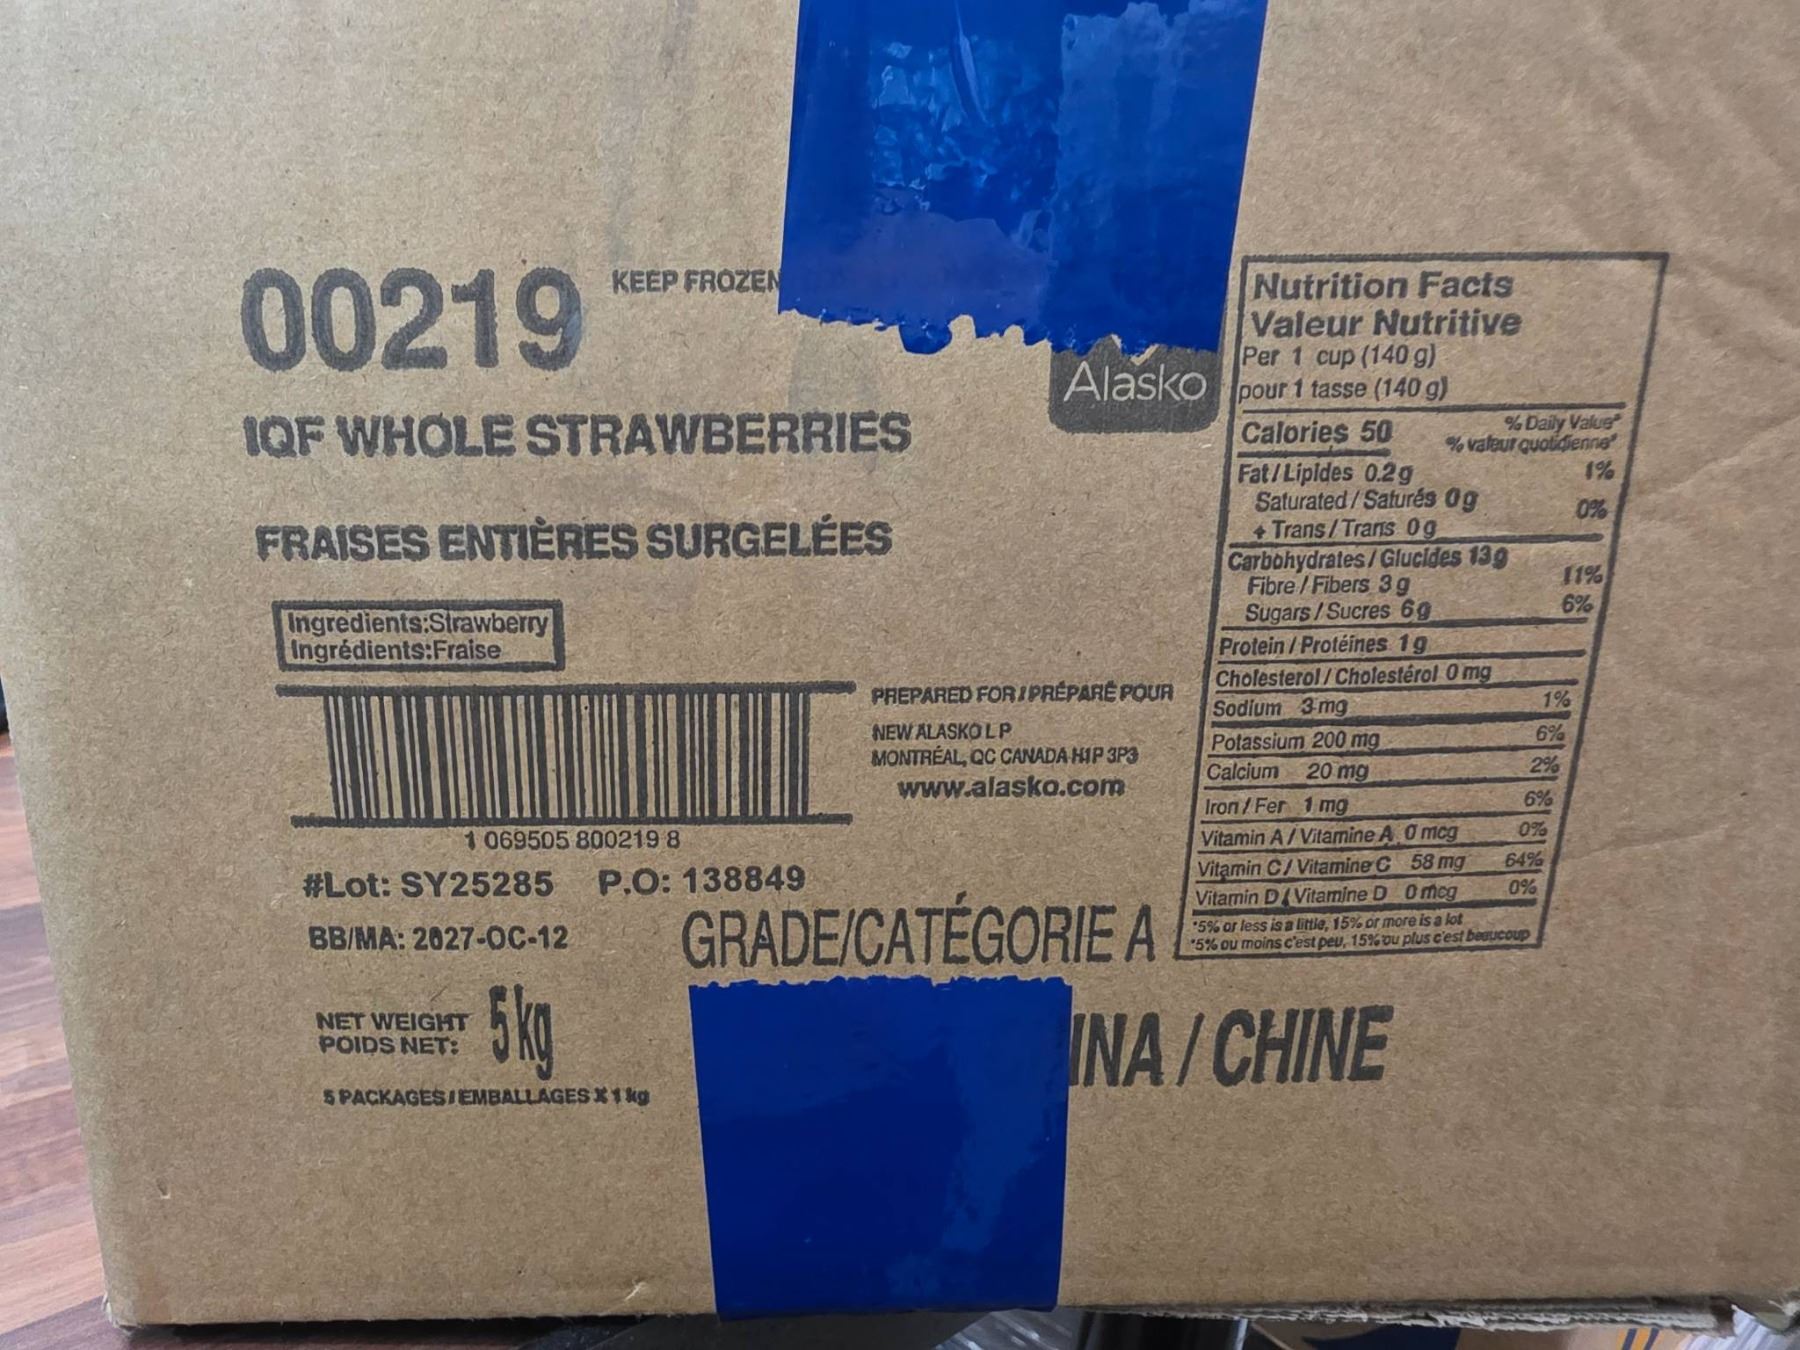 00219
KEEP FROZEN
IQF WHOLE STRAWBERRIES
FRAISES ENTIÈRES SURGELÉES
Ingredients:Strawberry
Ingrédients:Fraise
1 069505 800219 8
#Lot: SY25285 P.O: 138849
BB/MA: 2027-OC-12
NET WEIGHT
POIDS NET: 5 kg
5 PACKAGES / EMBALLAGES X 1 kg
Alasko
PREPARED FOR / PRÉPARÉ POUR
NEW ALASKO L P
MONTRÉAL, QC CANADA H1P 3P3
www.alasko.com
GRADE/CATÉGORIE A
INA / CHINE
Nutrition Facts
Valeur Nutritive
Per 1 cup (140 g)
pour 1 tasse (140 g)
Calories 50
% Daily Value*
% valeur quotidienne*
Fat / Lipides 0.2 g 1%
Saturated / Saturés 0 g
+ Trans / Trans 0 g 0%
Carbohydrates / Glucides 13 g
Fibre / Fibers 3 g 11%
Sugars / Sucres 6 g 6%
Protein / Protéines 1 g
Cholesterol / Cholestérol 0 mg
Sodium 3 mg 1%
Potassium 200 mg 6%
Calcium 20 mg 2%
Iron / Fer 1 mg 6%
Vitamin A / Vitamine A 0 mcg 0%
Vitamin C / Vitamine C 58 mg 64%
Vitamin D / Vitamine D 0 mcg 0%
*5% or less is a little, 15% or more is a lot
*5% ou moins c'est peu, 15% ou plus c'est beaucoup